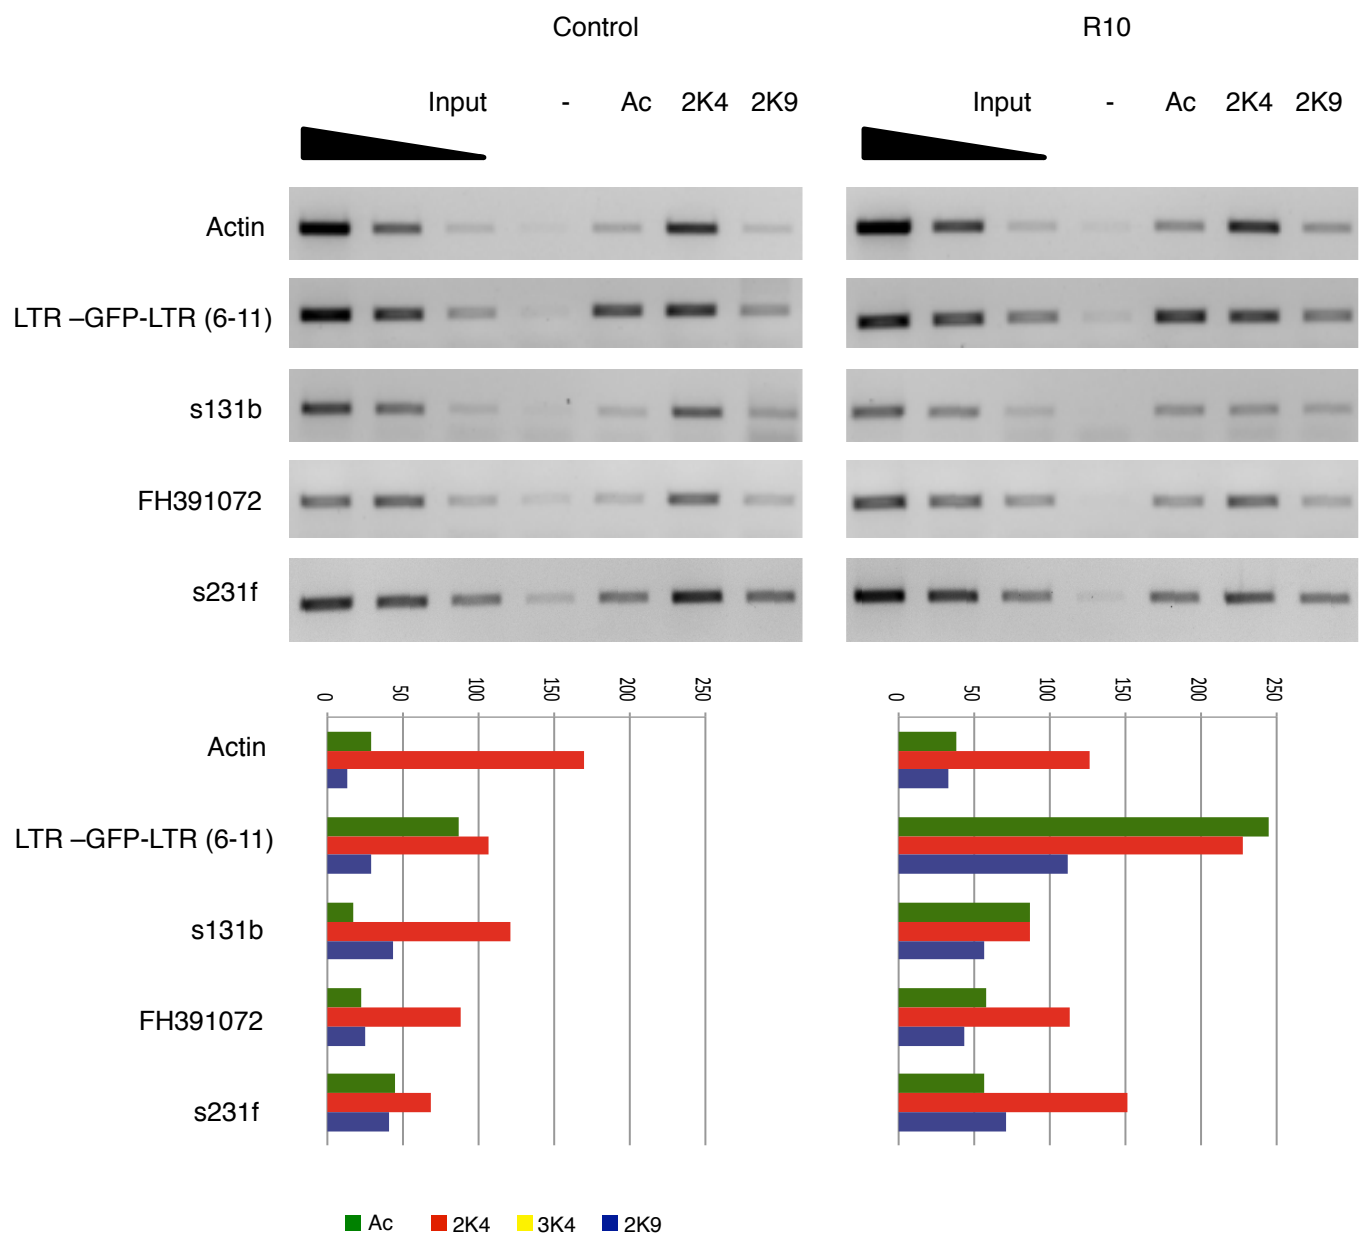 Control R10
Input - Ac 2K4 2K9 Input - Ac 2K4 2K9
Actin
LTR –GFP-LTR (6-11)
s131b
FH391072
s231f
0 50 100 150 200 250 0 50 100 150 200 250
Actin
LTR –GFP-LTR (6-11)
s131b
FH391072
s231f
Ac 2K4 3K4 2K9